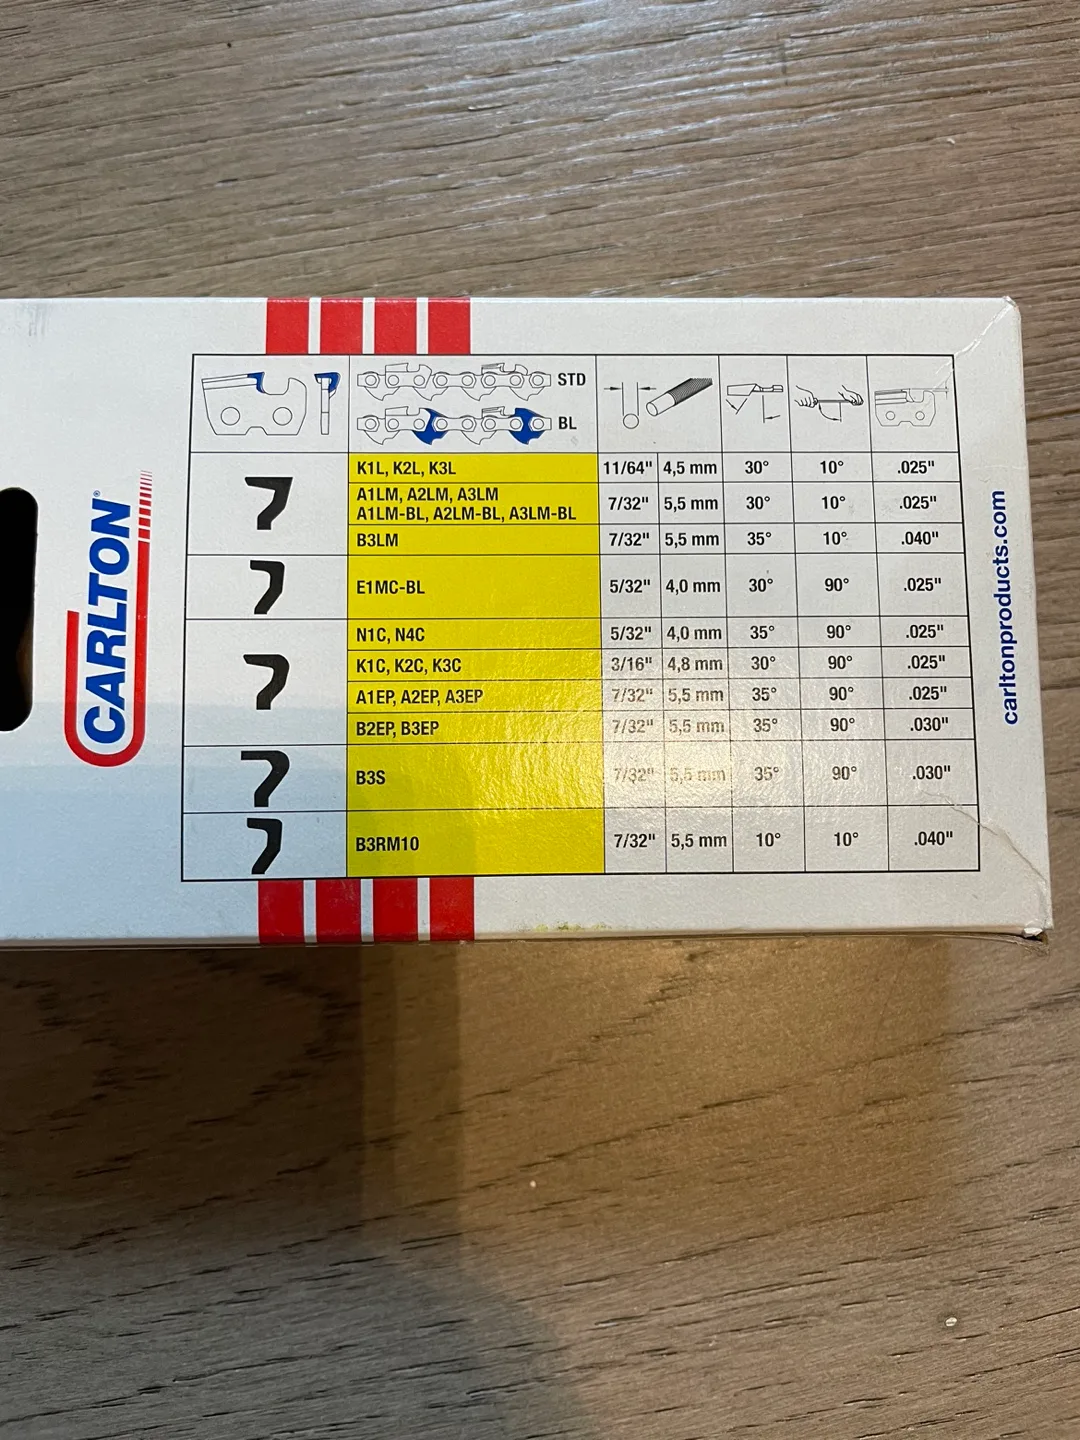 STD
BL
K1L, K2L, K3L 11/64" 4,5 mm 30° 10° .025"
A1LM, A2LM, A3LM
A1LM-BL, A2LM-BL, A3LM-BL 7/32" 5,5 mm 30° 10° .025"
B3LM 7/32" 5,5 mm 35° 10° .040"
E1MC-BL 5/32" 4,0 mm 30° 90° .025"
N1C, N4C 5/32" 4,0 mm 35° 90° .025"
K1C, K2C, K3C 3/16" 4,8 mm 30° 90° .025"
A1EP, A2EP, A3EP 7/32" 5,5 mm 35° 90° .025"
B2EP, B3EP 7/32" 5,5 mm 35° 90° .030"
B3S 7/32" 5,5 mm 35° 90° .030"
B3RM10 7/32" 5,5 mm 10° 10° .040"
CARLTON®
carltonproducts.com